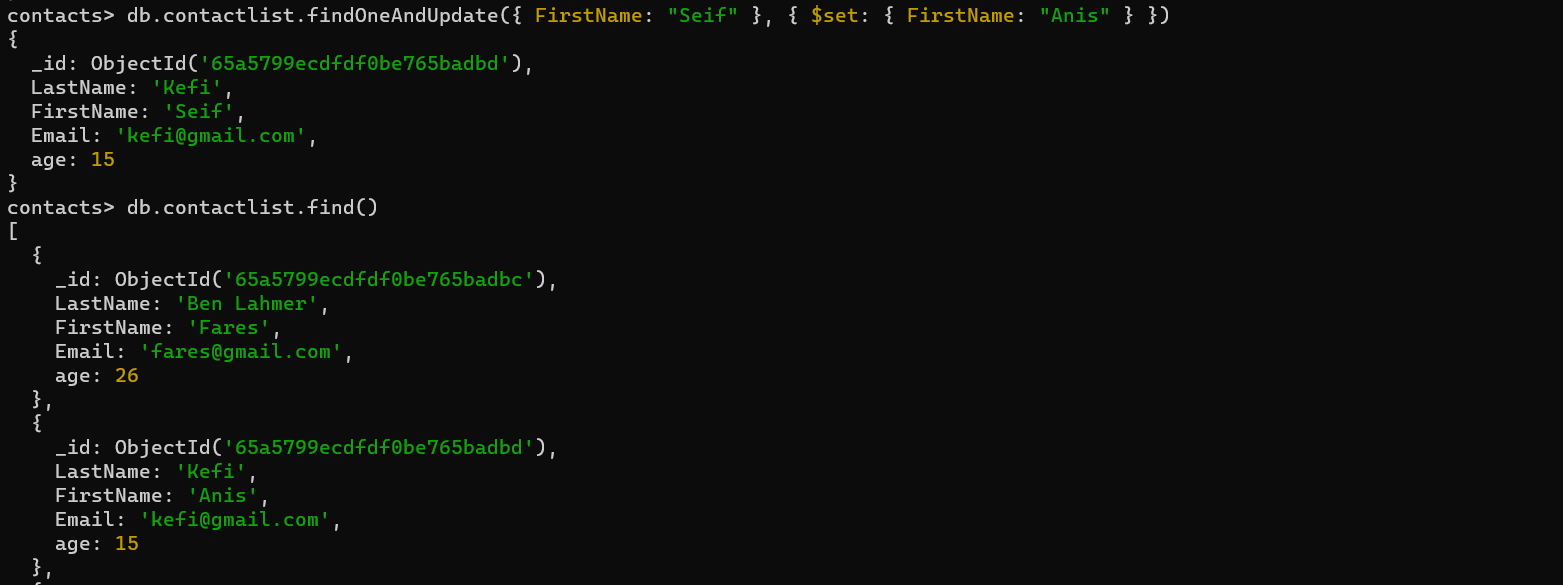 contacts> db.contactlist.findOneAndUpdate({ FirstName: "Seif" }, { $set: { FirstName: "Anis" } })
{
  _id: ObjectId('65a5799ecdfdf0be765badbd'),
  LastName: 'Kefi',
  FirstName: 'Seif',
  Email: 'kefi@gmail.com',
  age: 15
}
contacts> db.contactlist.find()
[
  {
    _id: ObjectId('65a5799ecdfdf0be765badbc'),
    LastName: 'Ben Lahmer',
    FirstName: 'Fares',
    Email: 'fares@gmail.com',
    age: 26
  },
  {
    _id: ObjectId('65a5799ecdfdf0be765badbd'),
    LastName: 'Kefi',
    FirstName: 'Anis',
    Email: 'kefi@gmail.com',
    age: 15
  },